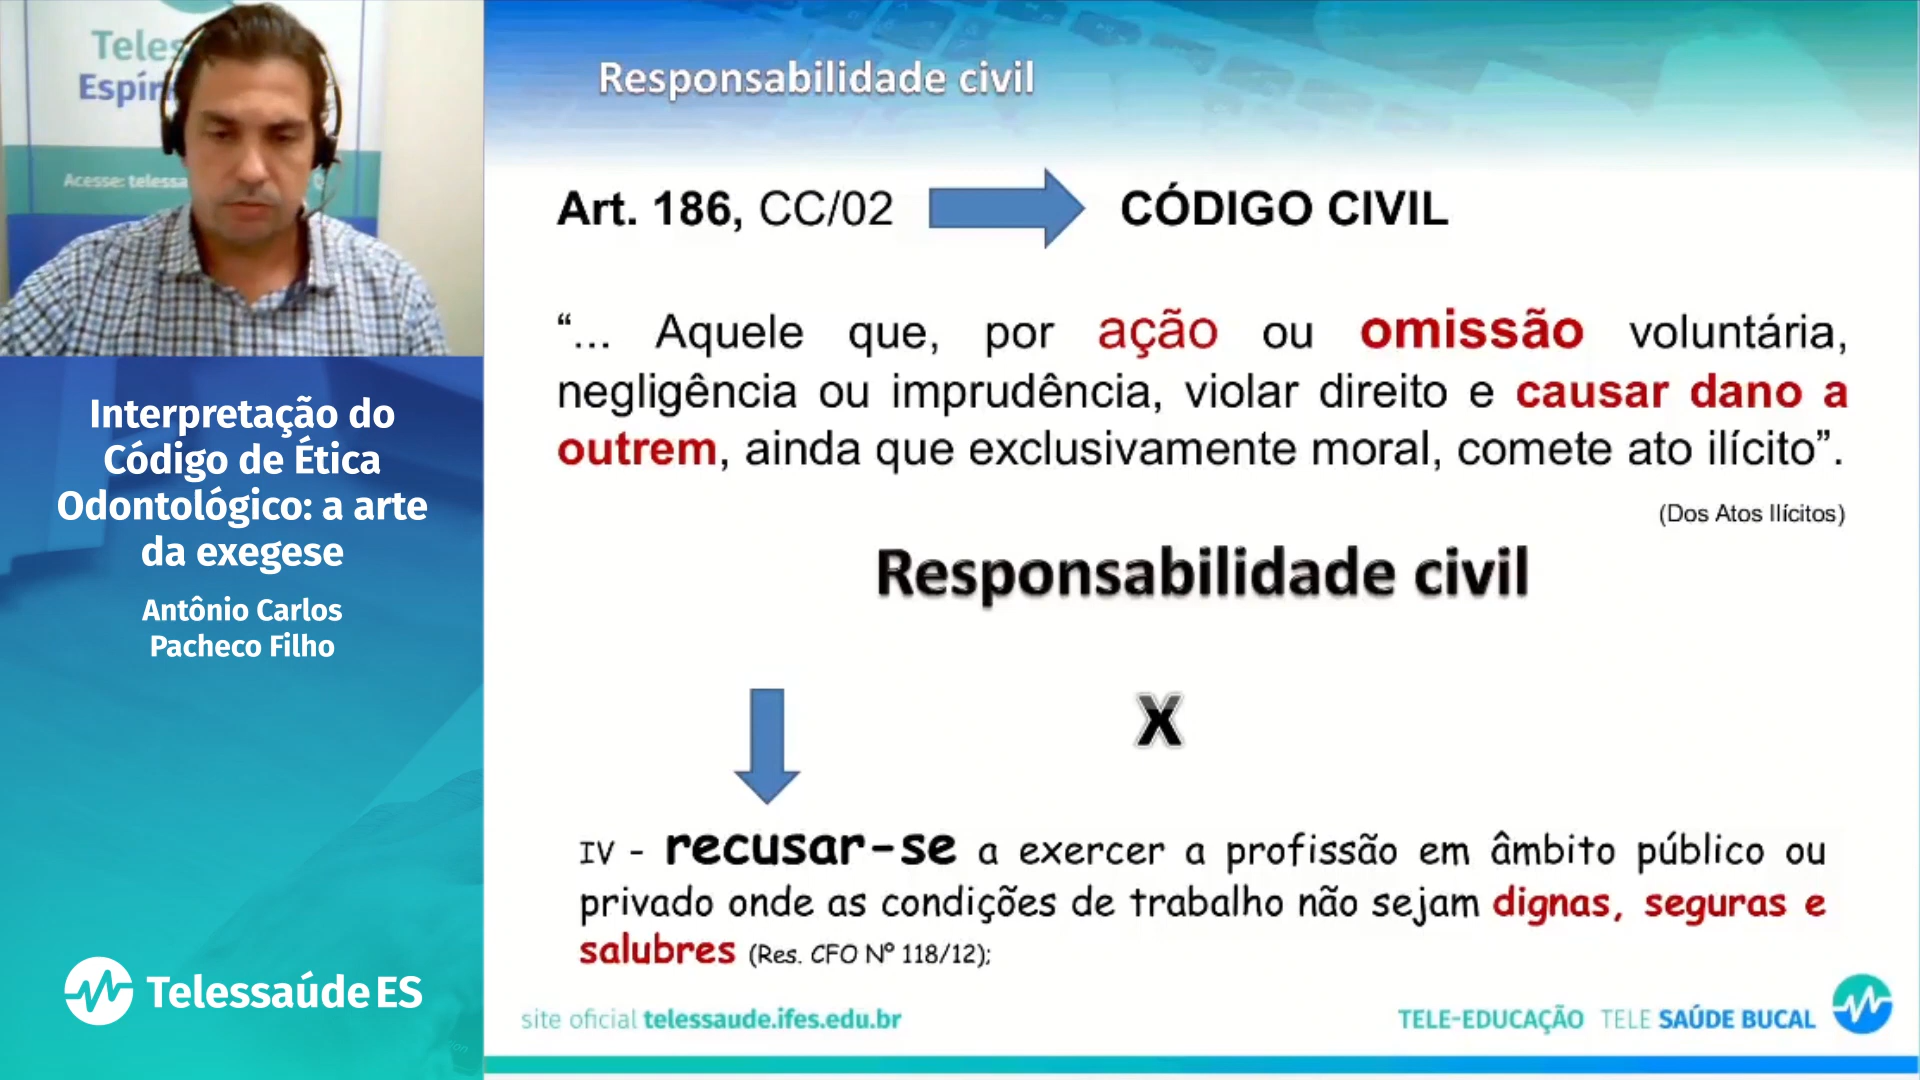 Teles
Espír
Acesse: telessa
Interpretação do
Código de Ética
Odontológico: a arte
da exegese
Antônio Carlos
Pacheco Filho
Telessaúde ES
Responsabilidade civil
Art. 186, CC/02 CÓDIGO CIVIL
“... Aquele que, por ação ou omissão voluntária,
negligência ou imprudência, violar direito e causar dano a
outrem, ainda que exclusivamente moral, comete ato ilícito”.
(Dos Atos Ilícitos)
Responsabilidade civil
X
IV - recusar-se a exercer a profissão em âmbito público ou
privado onde as condições de trabalho não sejam dignas, seguras e
salubres (Res. CFO Nº 118/12);
site oficial telessaude.ifes.edu.br
TELE-EDUCAÇÃO TELE SAÚDE BUCAL